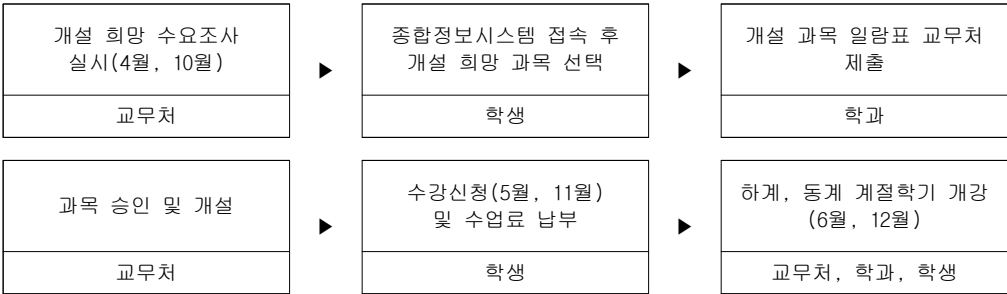 개설 희망 수요조사
실시(4월, 10월)
▶
교무처
종합정보시스템 접속 후
개설 희망 과목 선택
▶
학생
개설 과목 일람표 교무처
제출
학과
과목 승인 및 개설
▶
교무처
수강신청(5월, 11월)
및 수업료 납부
▶
학생
하계, 동계 계절학기 개강
(6월, 12월)
교무처, 학과, 학생